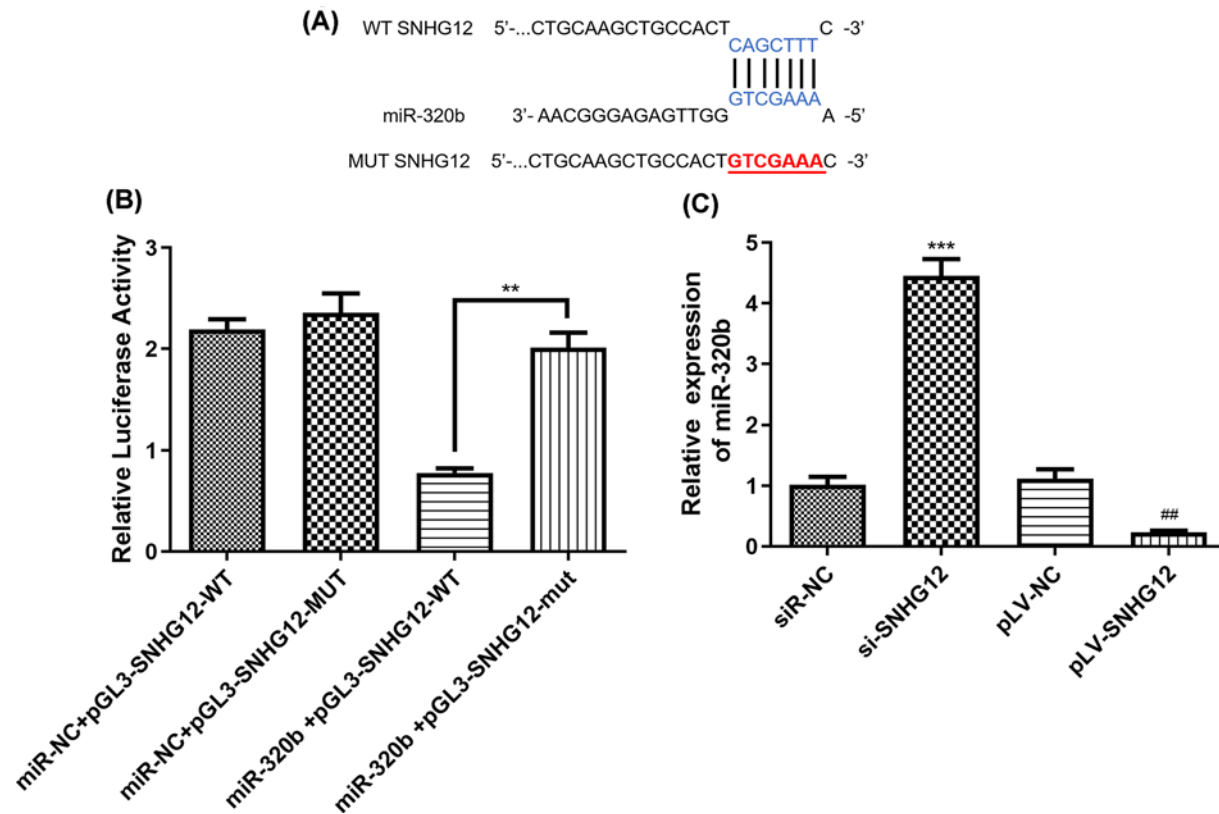 (A)
WT SNHG12 5'-...CTGCAAGCTGCCACT C -3'
CAGCTTT
GTCGAAA
miR-320b 3'- AACGGGAGAGTTGG A -5'
MUT SNHG12 5'-...CTGCAAGCTGCCACTGTCGAAAC -3'
(B)
Relative Luciferase Activity
3
2
1
0
**
miR-NC+pGL3-SNHG12-WT
miR-NC+pGL3-SNHG12-MUT
miR-320b +pGL3-SNHG12-WT
miR-320b +pGL3-SNHG12-mut
(C)
Relative expression
of miR-320b
5
4
3
2
1
0
***
##
siR-NC
si-SNHG12
pLV-NC
pLV-SNHG12